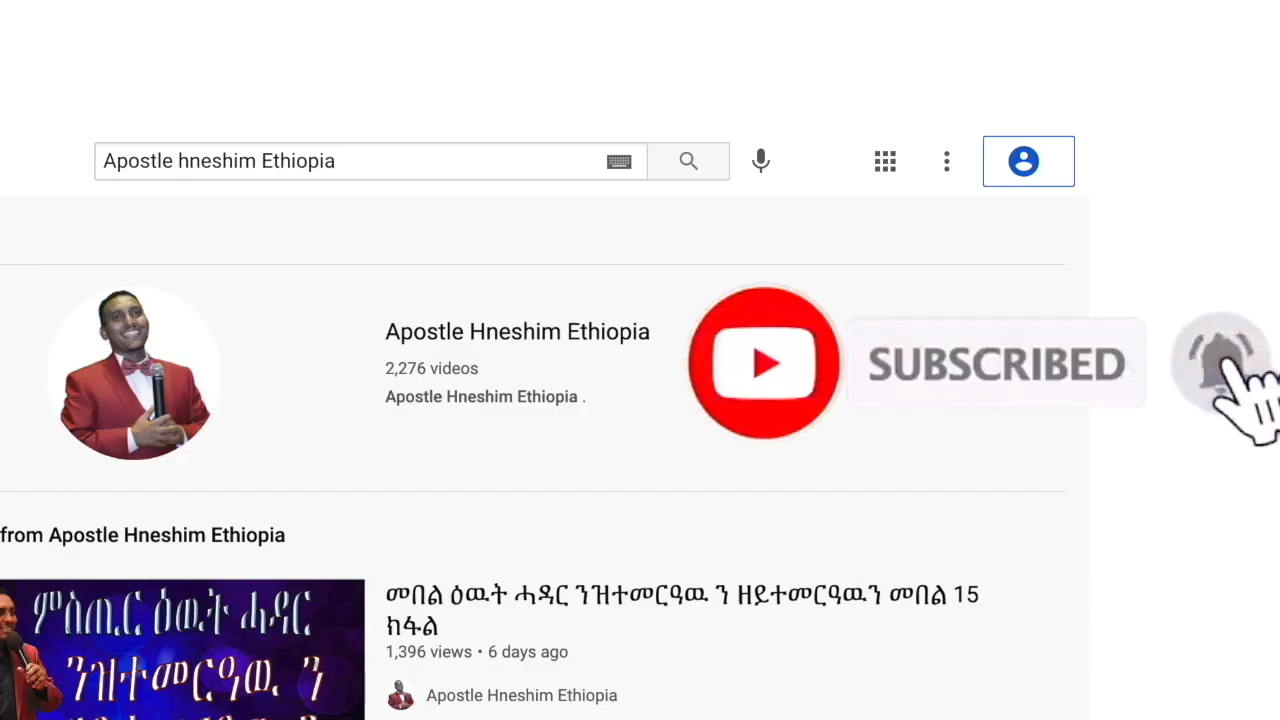 Apostle hneshim Ethiopia
Apostle Hneshim Ethiopia
2,276 videos
Apostle Hneshim Ethiopia .
SUBSCRIBED
from Apostle Hneshim Ethiopia
መበል ዕዉት ሓዳር ንዝተመርዓዉ ን ዘይተመርዓዉን መበል 15
ክፋል
1,396 views • 6 days ago
Apostle Hneshim Ethiopia
ምስጢር ዕዉት ሓዳር
ንዝተመርዓዉ ን